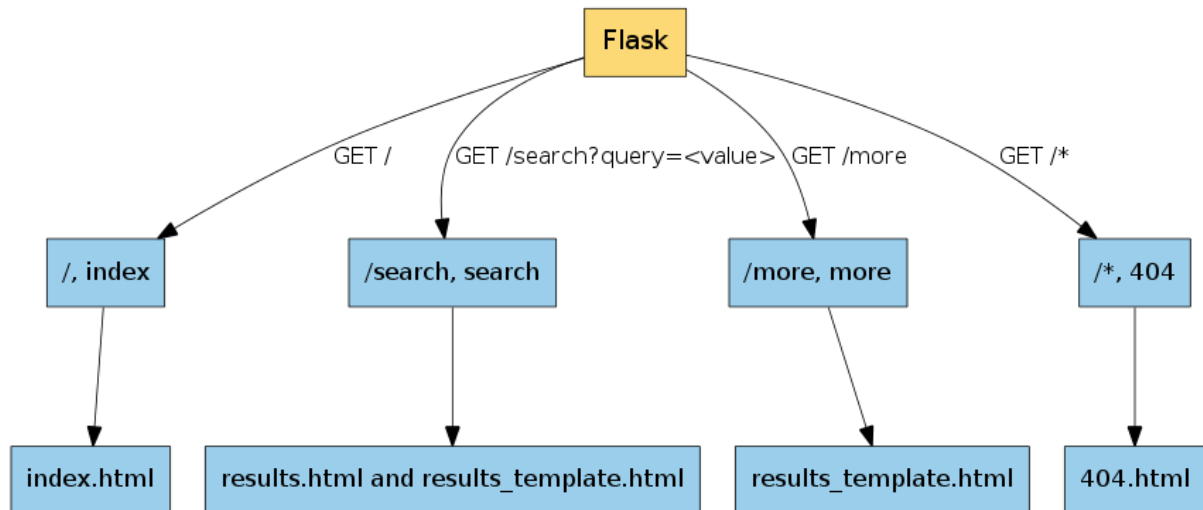 Flask
GET /
GET /search?query=<value>
GET /more
GET /*
/, index
/search, search
/more, more
/*, 404
index.html
results.html and results_template.html
results_template.html
404.html